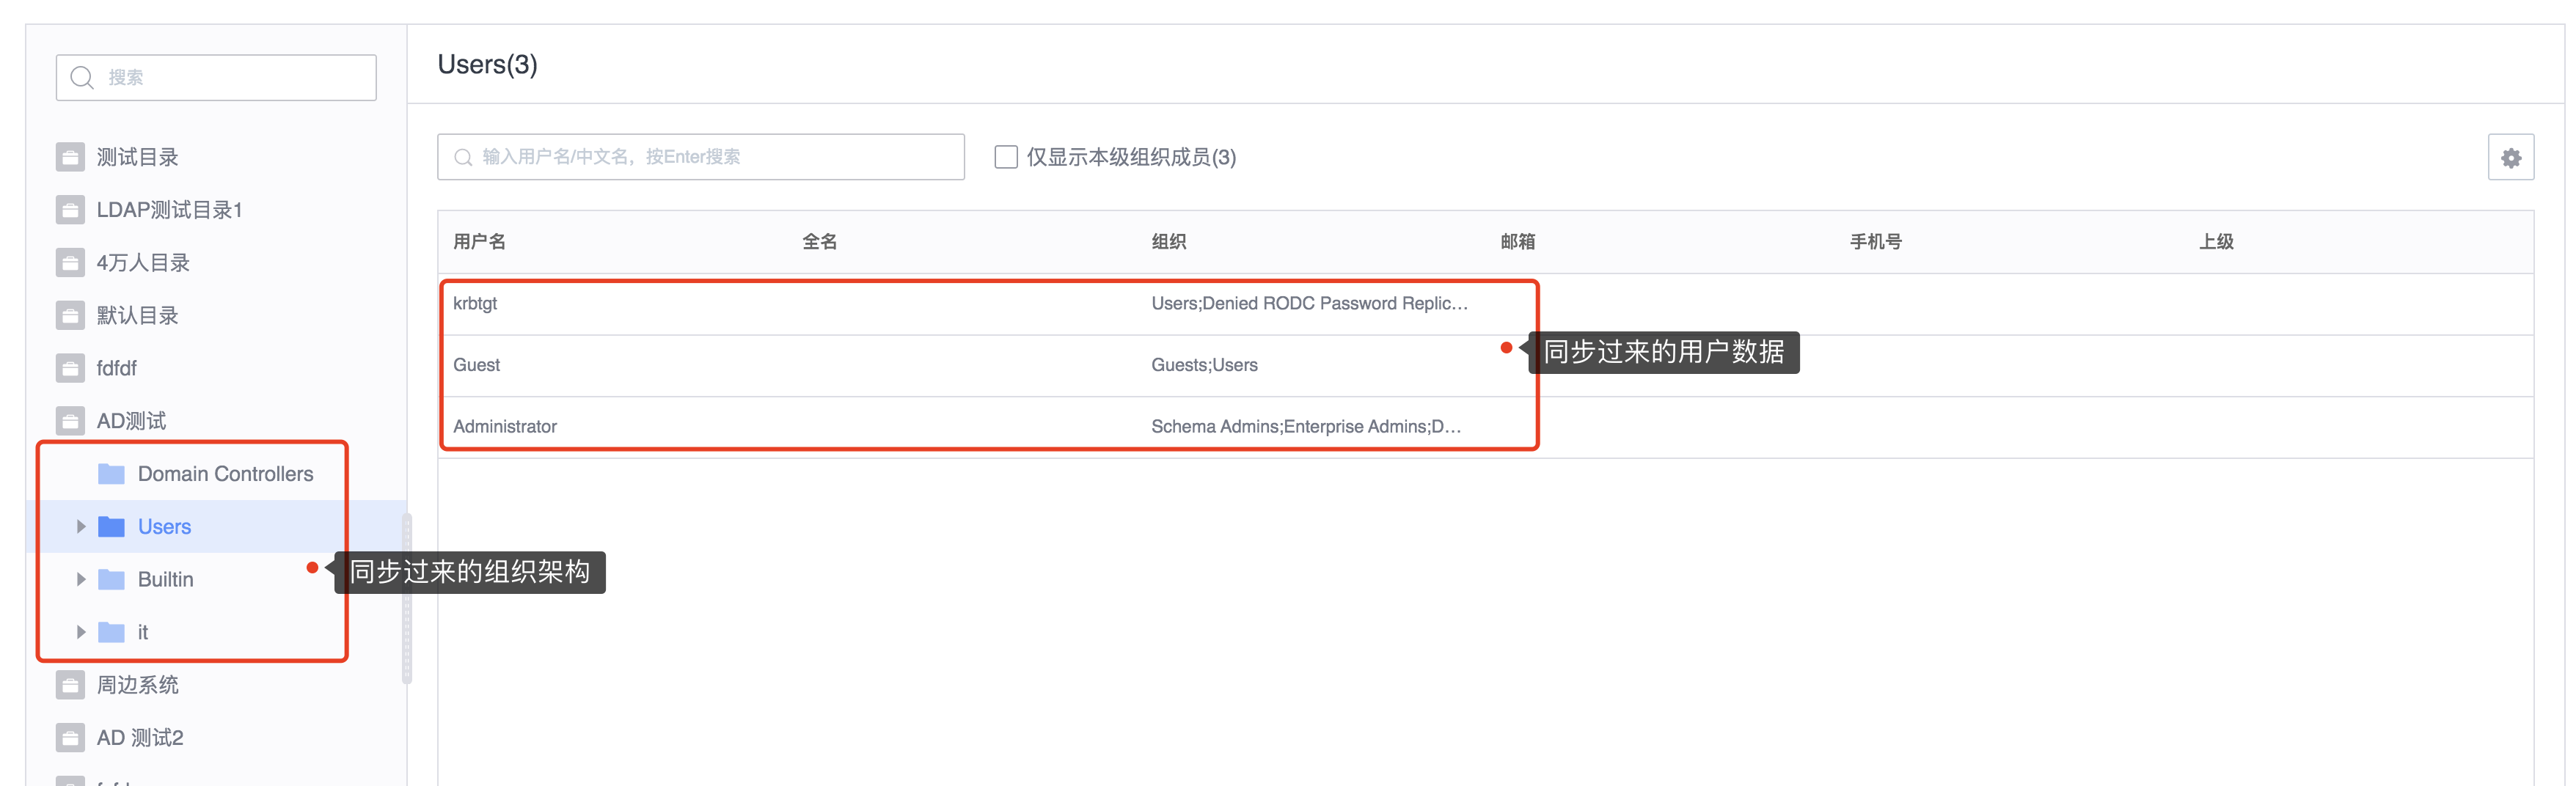 搜索
测试目录
LDAP测试目录1
4万人目录
默认目录
fdfdf
AD测试
Domain Controllers
Users
Builtin
it
周边系统
AD 测试2
同步过来的组织架构
Users(3)
输入用户名/中文名，按Enter搜索
仅显示本级组织成员(3)
用户名 全名 组织 邮箱 手机号 上级
krbtgt Users;Denied RODC Password Replic...
Guest Guests;Users
Administrator Schema Admins;Enterprise Admins;D...
同步过来的用户数据